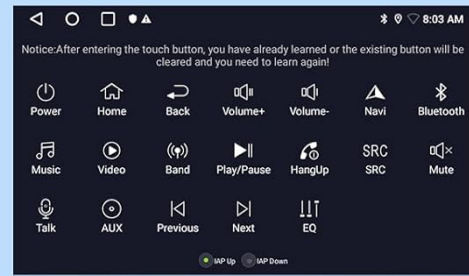 8:03 AM
Notice:After entering the touch button, you have already learned or the existing button will be
cleared and you need to learn again!
Power Home Back Volume+ Volume- Navi Bluetooth
SRC
Music Video Band Play/Pause HangUp SRC Mute
Talk AUX Previous Next EQ
IAP Up IAP Down